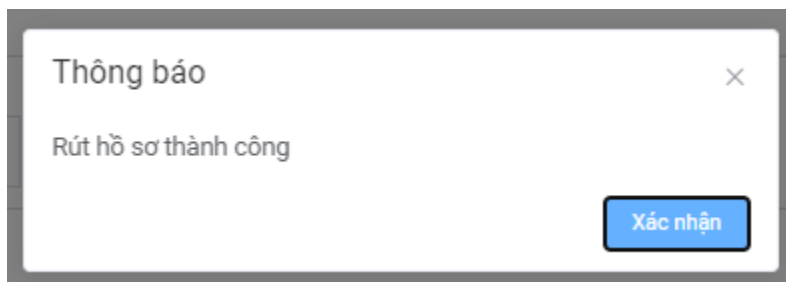 Thông báo
Rút hồ sơ thành công
Xác nhận